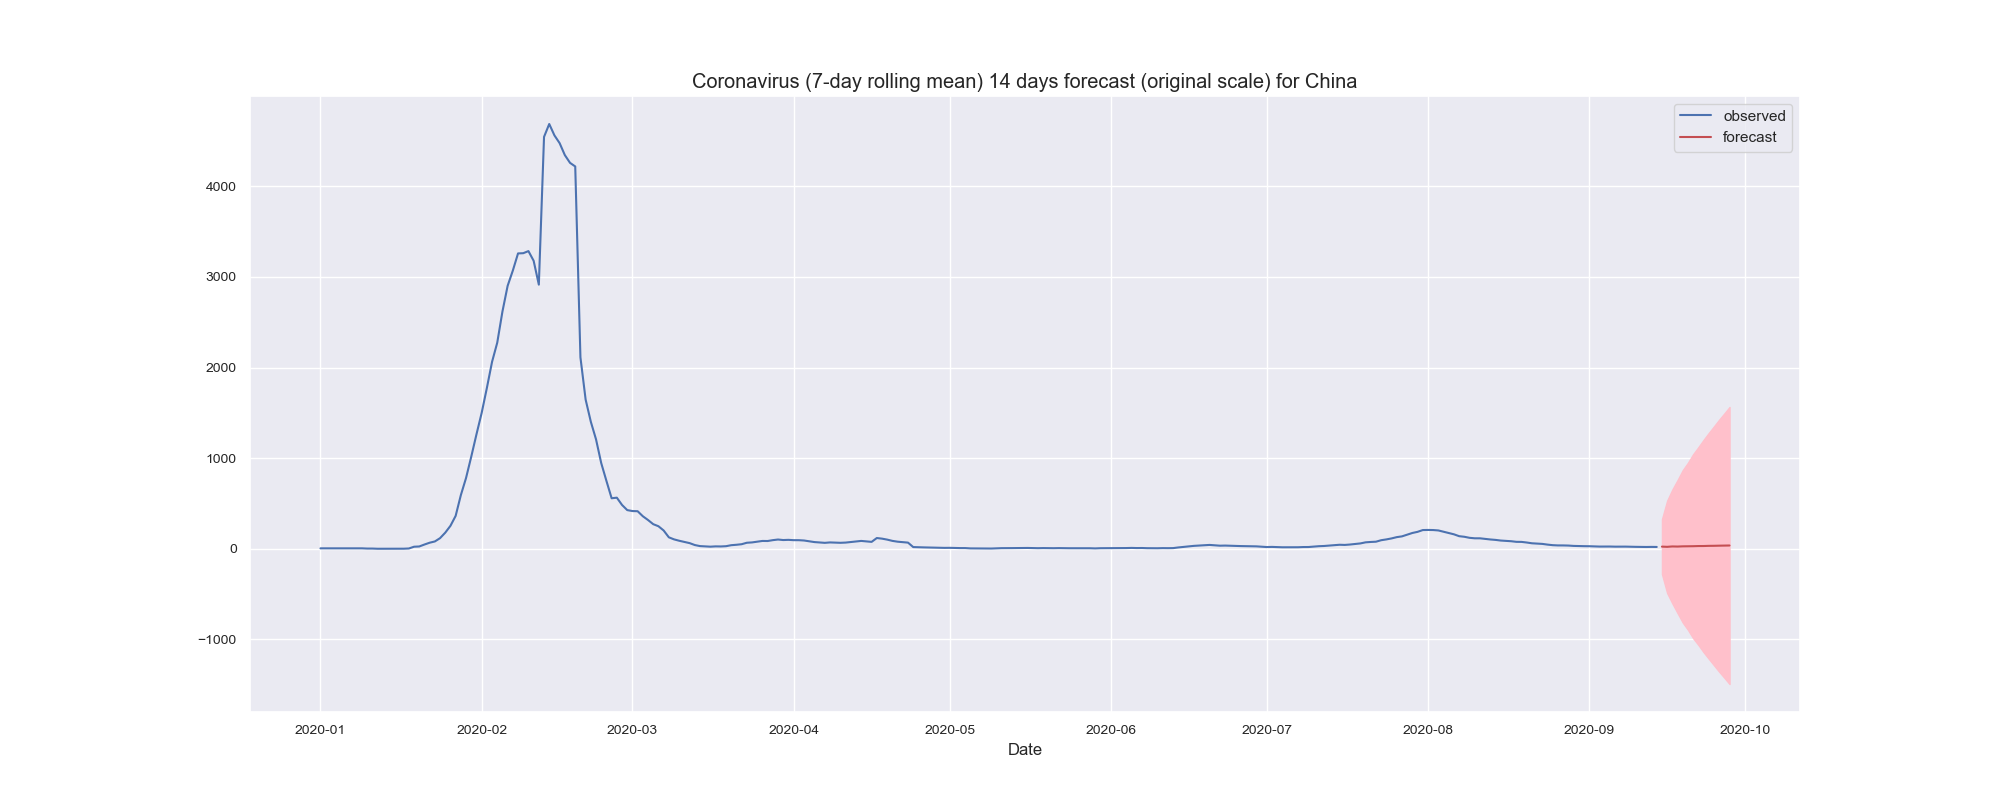 Coronavirus (7-day rolling mean) 14 days forecast (original scale) for China
observed
forecast
4000
3000
2000
1000
0
−1000
2020-01 2020-02 2020-03 2020-04 2020-05 2020-06 2020-07 2020-08 2020-09 2020-10
Date